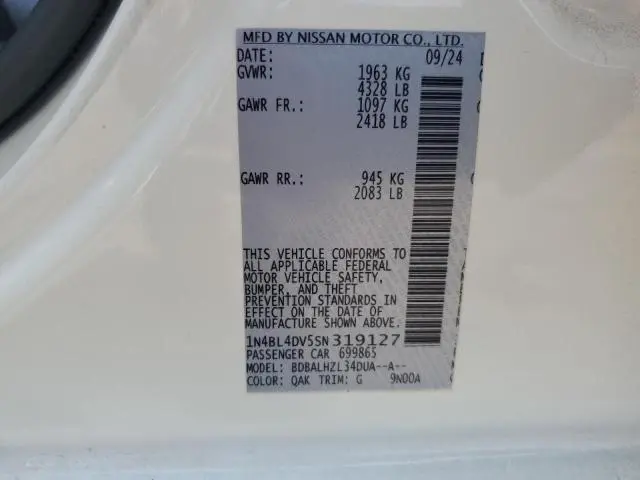 MFD BY NISSAN MOTOR CO., LTD.
DATE: 09/24
GVWR: 1963 KG
4328 LB
GAWR FR.: 1097 KG
2418 LB
GAWR RR.: 945 KG
2083 LB
THIS VEHICLE CONFORMS TO
ALL APPLICABLE FEDERAL
MOTOR VEHICLE SAFETY,
BUMPER, AND THEFT
PREVENTION STANDARDS IN
EFFECT ON THE DATE OF
MANUFACTURE SHOWN ABOVE.
1N4BL4DV5SN319127
PASSENGER CAR 699865
MODEL: BDBALHZL34DUA--A--
COLOR: QAK TRIM: G 9N00A